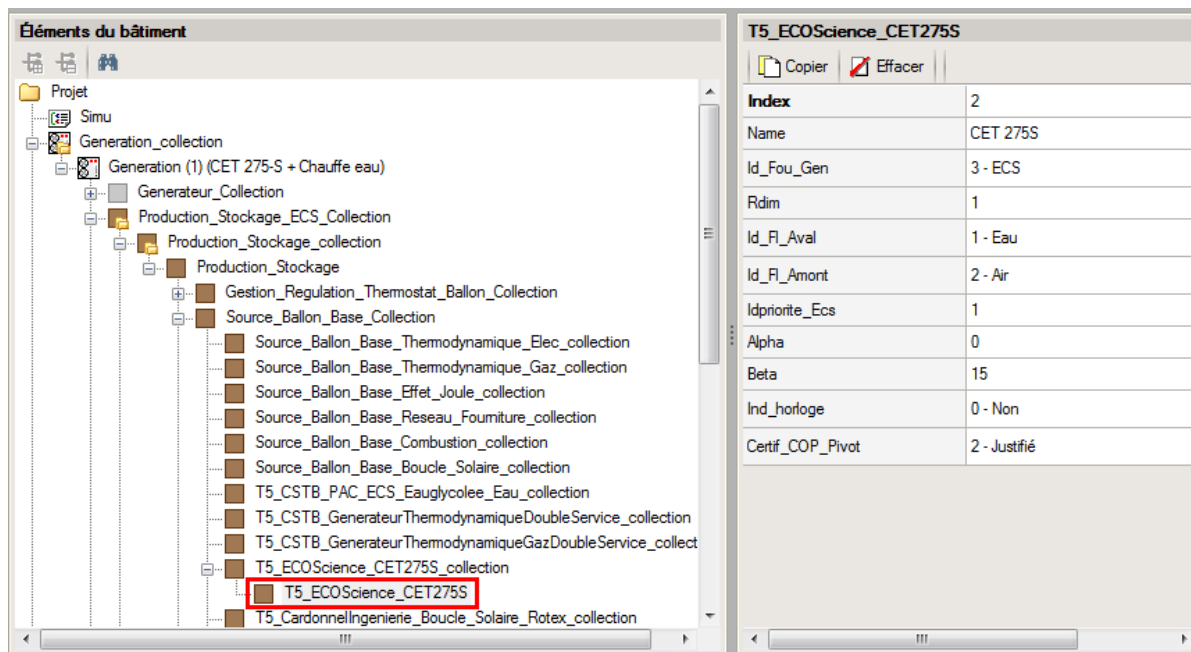 Éléments du bâtiment
Projet
Simu
Generation_collection
Generation (1) (CET 275-S + Chauffe eau)
Generateur_Collection
Production_Stockage_ECS_Collection
Production_Stockage_collection
Production_Stockage
Gestion_Regulation_Thermostat_Ballon_Collection
Source_Ballon_Base_Collection
Source_Ballon_Base_Thermodynamique_Elec_collection
Source_Ballon_Base_Thermodynamique_Gaz_collection
Source_Ballon_Base_Effet_Joule_collection
Source_Ballon_Base_Reseau_Fourniture_collection
Source_Ballon_Base_Combustion_collection
Source_Ballon_Base_Boucle_Solaire_collection
T5_CSTB_PAC_ECS_Eauglycolee_Eau_collection
T5_CSTB_GenerateurThermodynamiqueDoubleService_collection
T5_CSTB_GenerateurThermodynamiqueGazDoubleService_collect
T5_ECOScience_CET275S_collection
T5_ECOScience_CET275S
T5_CardonnelIngenierie_Boucle_Solaire_Rotex_collection
T5_ECOScience_CET275S
Copier Effacer
Index 2
Name CET 275S
Id_Fou_Gen 3 - ECS
Rdim 1
Id_Fl_Aval 1 - Eau
Id_Fl_Amont 2 - Air
Idpriorite_Ecs 1
Alpha 0
Beta 15
Ind_horloge 0 - Non
Certif_COP_Pivot 2 - Justifié